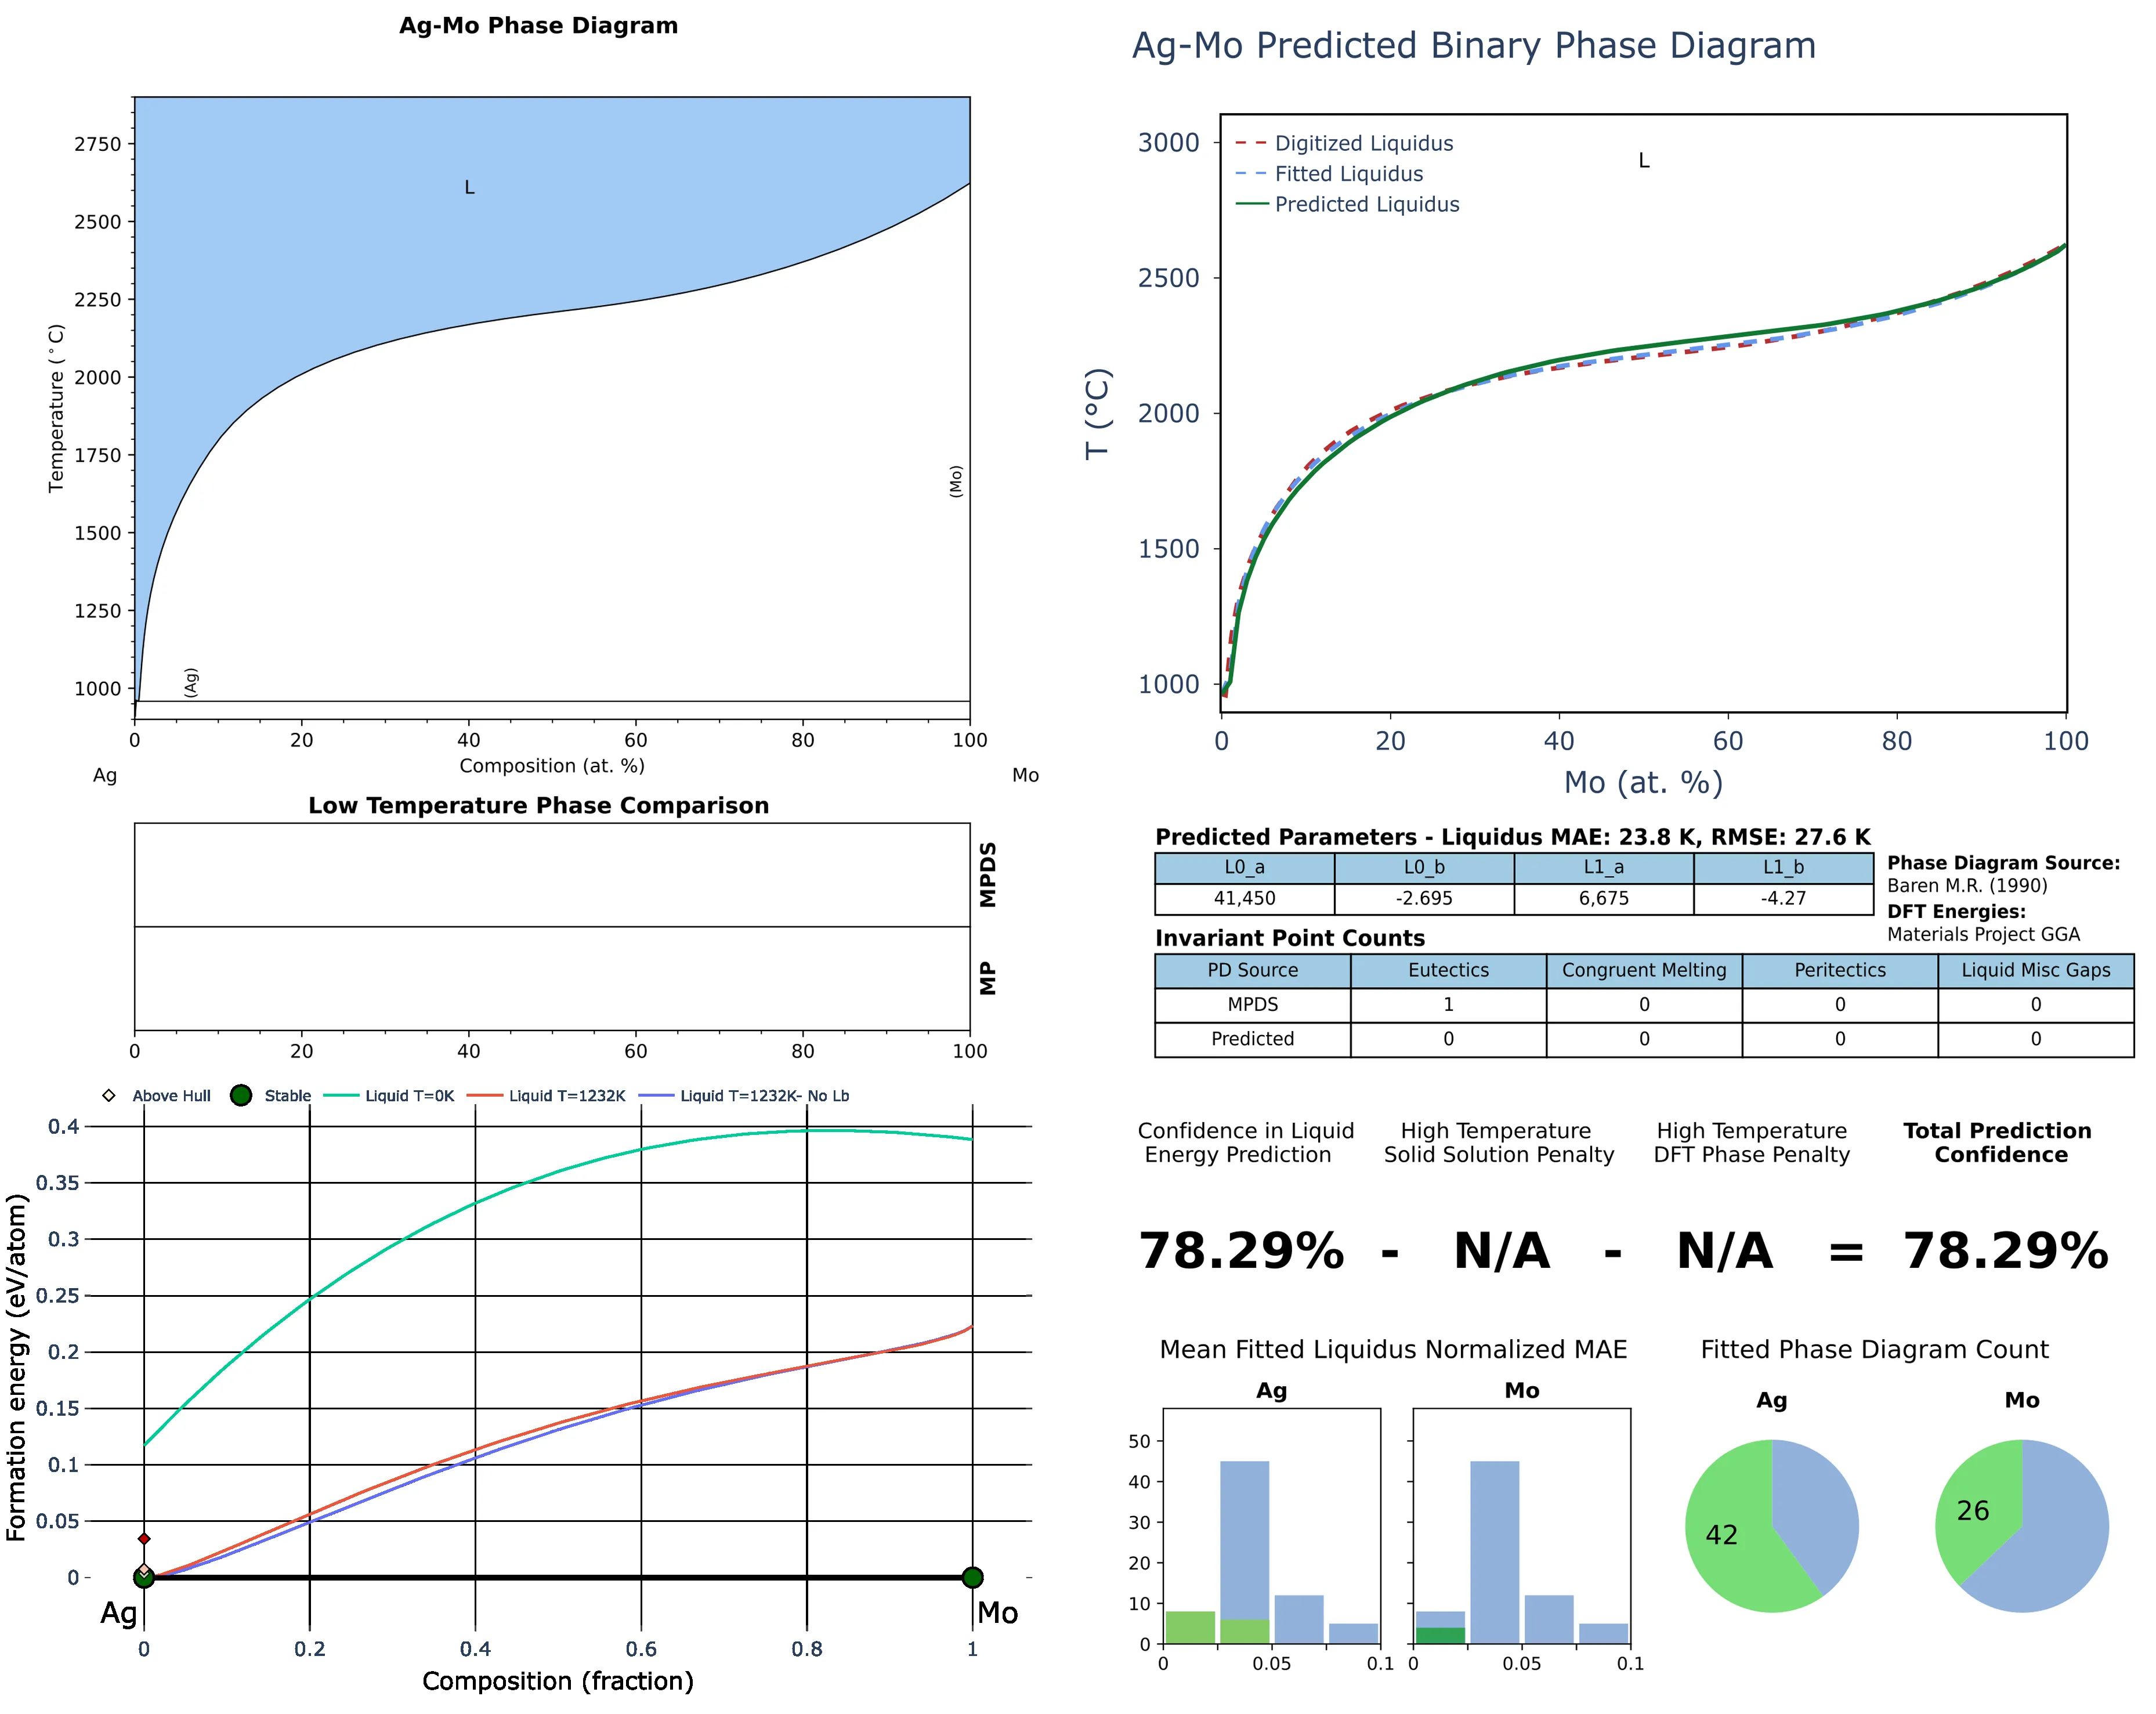 Ag-Mo Phase Diagram
2750
2500
2250
2000
1750
1500
1250
1000
Temperature (°C)
L
(Mo)
(Ag)
0 20 40 60 80 100
Composition (at. %)
Ag Mo
Low Temperature Phase Comparison
MPDS
MP
0 20 40 60 80 100
Above Hull Stable Liquid T=0K Liquid T=1232K Liquid T=1232K- No Lb
0.4
0.35
0.3
0.25
0.2
0.15
0.1
0.05
0
Formation energy (eV/atom)
Ag Mo
0 0.2 0.4 0.6 0.8 1
Composition (fraction)
Ag-Mo Predicted Binary Phase Diagram
3000
2500
2000
1500
1000
T (°C)
Digitized Liquidus
Fitted Liquidus
Predicted Liquidus
L
0 20 40 60 80 100
Mo (at. %)
Predicted Parameters - Liquidus MAE: 23.8 K, RMSE: 27.6 K
L0_a L0_b L1_a L1_b
41,450 -2.695 6,675 -4.27
Phase Diagram Source:
Baren M.R. (1990)
DFT Energies:
Materials Project GGA
Invariant Point Counts
PD Source Eutectics Congruent Melting Peritectics Liquid Misc Gaps
MPDS 1 0 0 0
Predicted 0 0 0 0
Confidence in Liquid
Energy Prediction
High Temperature
Solid Solution Penalty
High Temperature
DFT Phase Penalty
Total Prediction
Confidence
78.29% - N/A - N/A = 78.29%
Mean Fitted Liquidus Normalized MAE
Ag Mo
50
40
30
20
10
0
0 0.05 0.1 0 0.05 0.1
Fitted Phase Diagram Count
Ag Mo
42 26